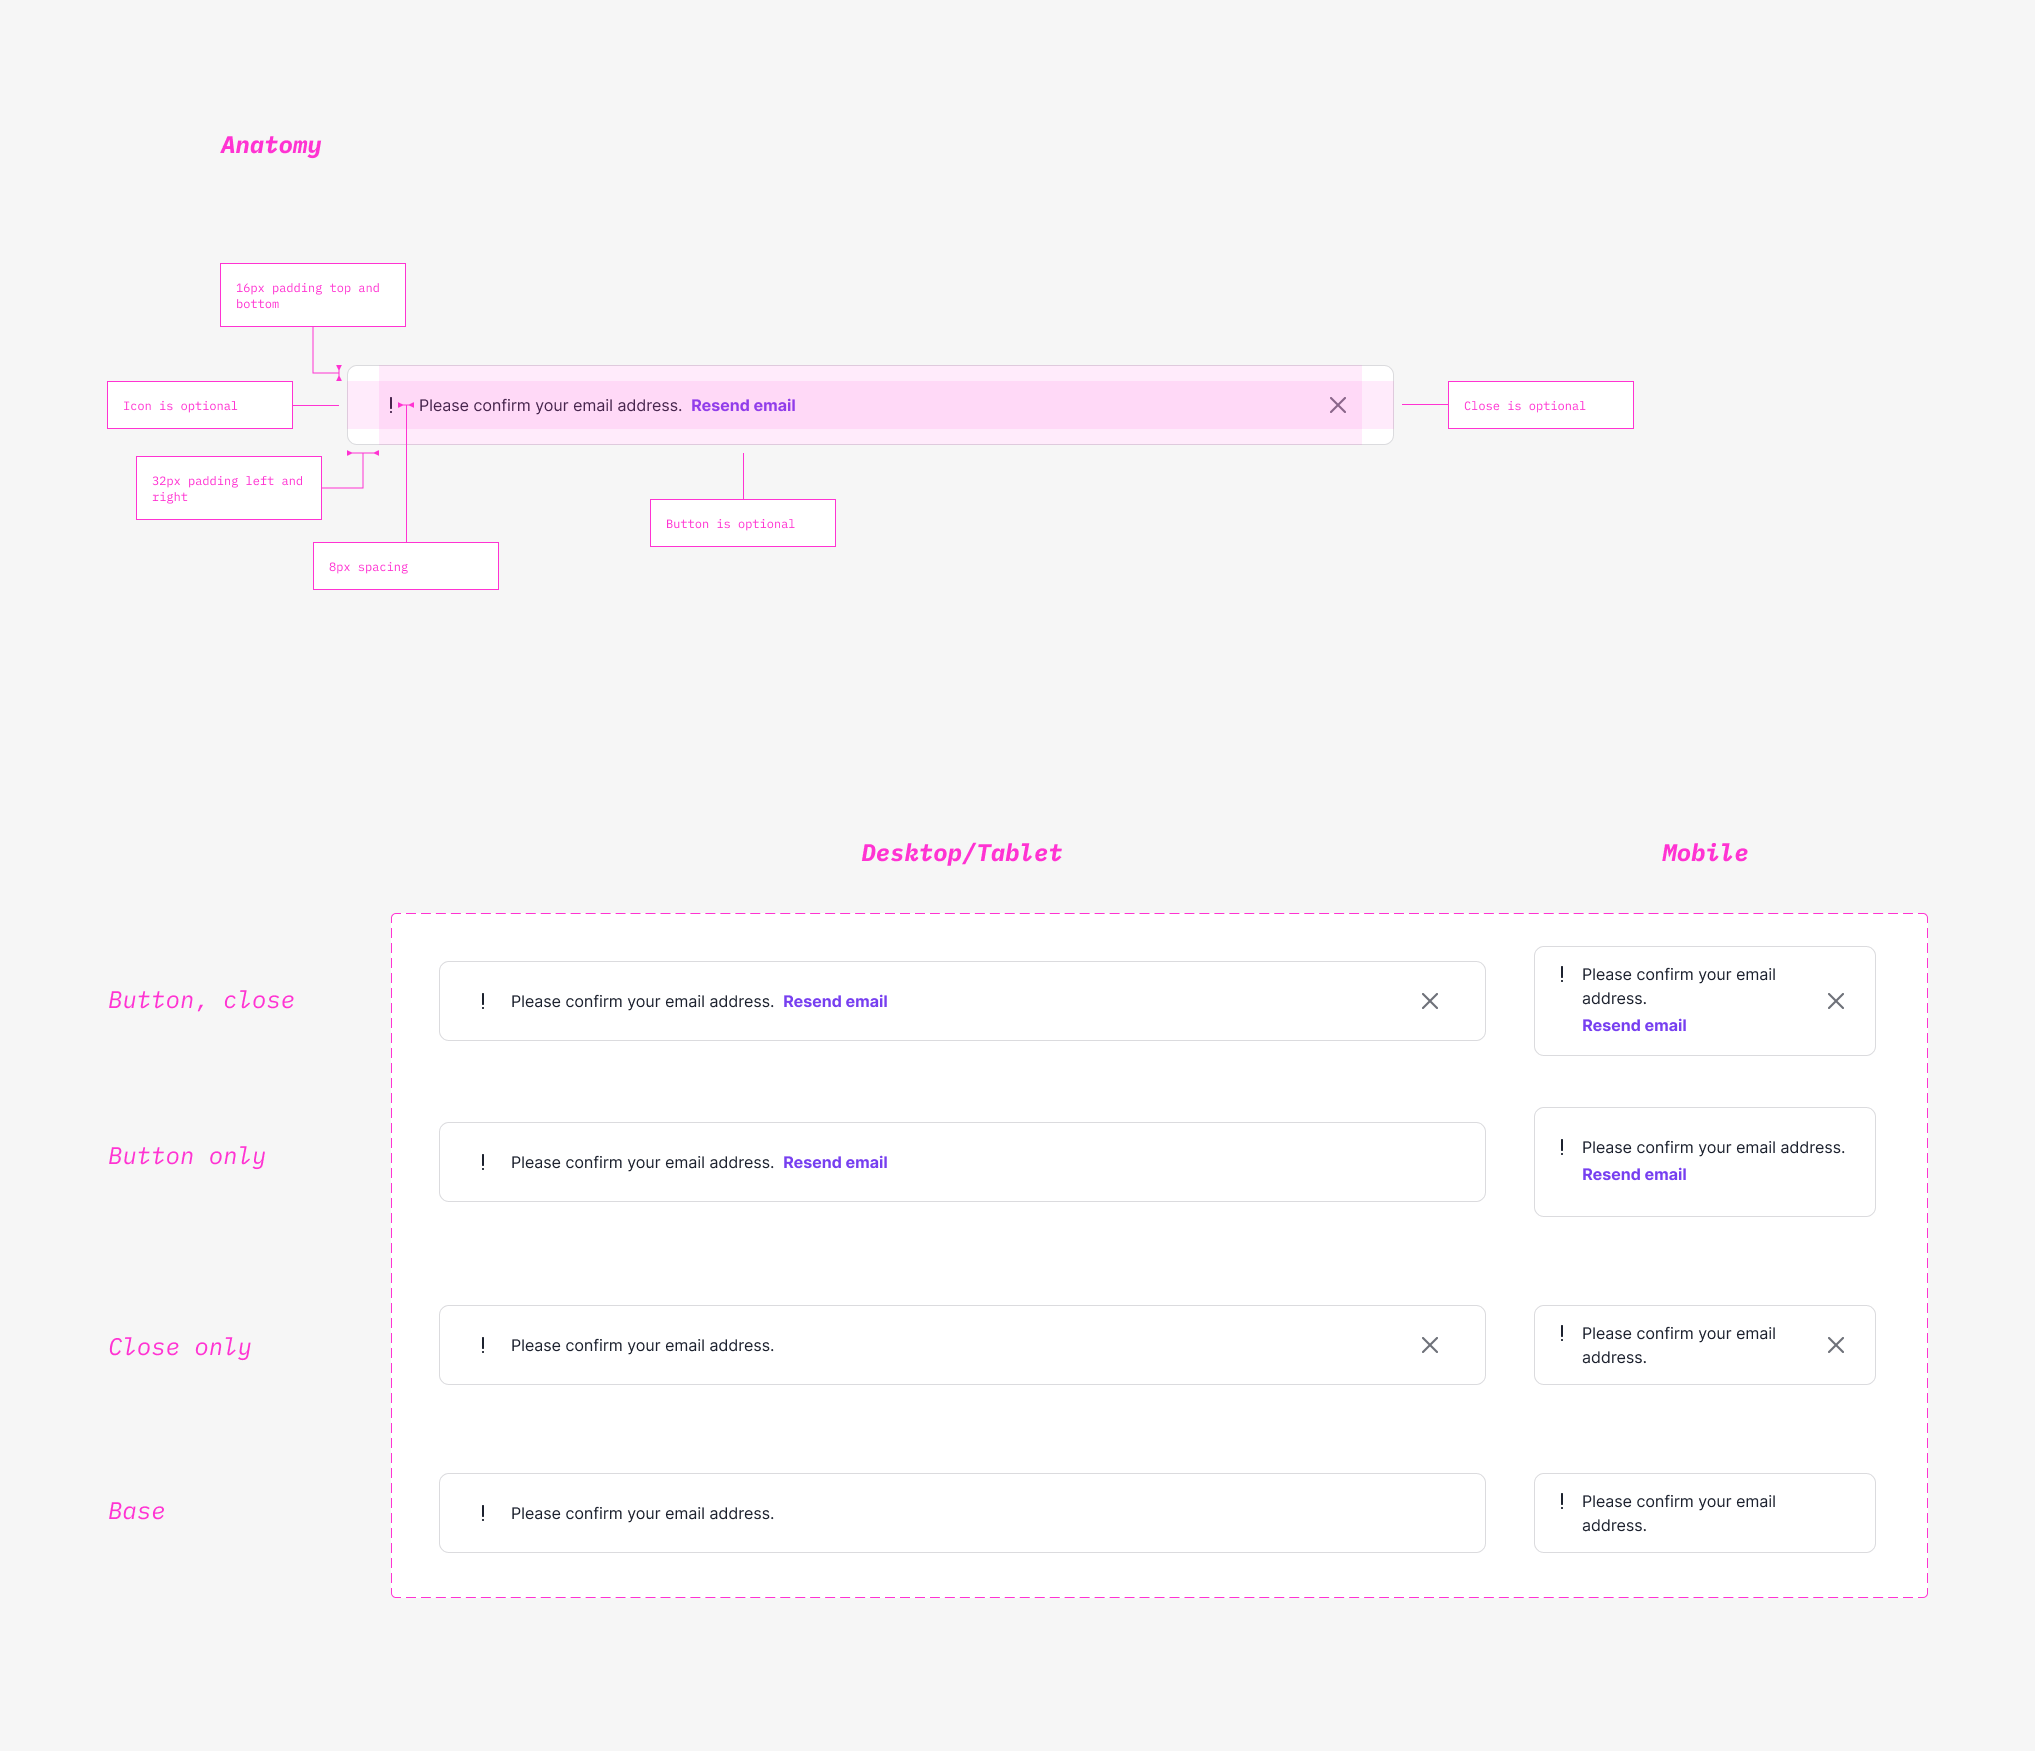 Anatomy
16px padding top and
bottom
Icon is optional
! Please confirm your email address. Resend email
Close is optional
32px padding left and
right
Button is optional
8px spacing
Desktop/Tablet
Mobile
Button, close
! Please confirm your email address. Resend email
! Please confirm your email
address.
Resend email
Button only
! Please confirm your email address. Resend email
! Please confirm your email address.
Resend email
Close only
! Please confirm your email address.
! Please confirm your email
address.
Base
! Please confirm your email address.
! Please confirm your email
address.